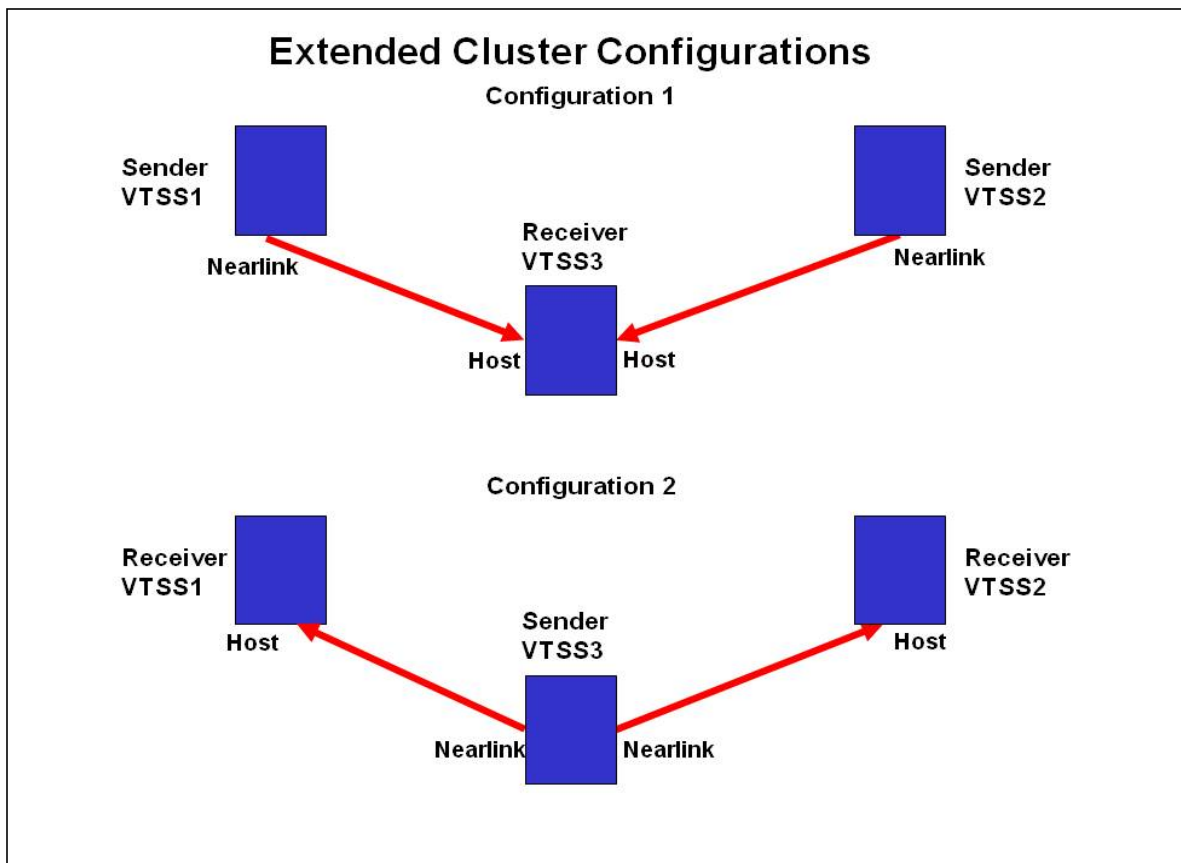 Extended Cluster Configurations
Configuration 1
Sender
VTSS1
Sender
VTSS2
Receiver
VTSS3
Nearlink
Nearlink
Host
Host
Configuration 2
Receiver
VTSS1
Receiver
VTSS2
Sender
VTSS3
Host
Host
Nearlink
Nearlink